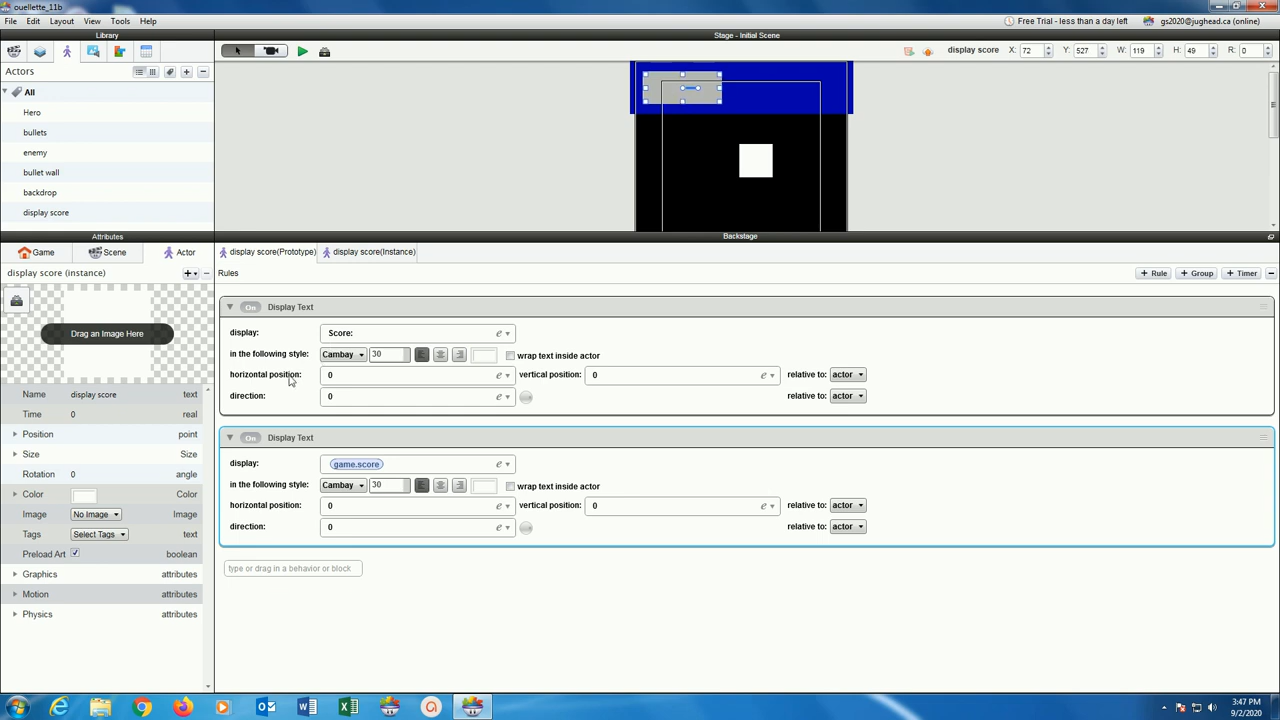 ouellette_11b
File Edit Layout View Tools Help
Free Trial - less than a day left gs2020@jughead.ca (online)
Library Stage - Initial Scene
display score X: 72 Y: 527 W: 119 H: 49 R: 0
Actors
All
Hero
bullets
enemy
bullet wall
backdrop
display score
Attributes Backstage
Game Scene Actor display score(Prototype) display score(Instance)
display score (instance) Rules + Rule + Group + Timer
Drag an Image Here
Name display score text
Time 0 real
Position point
Size Size
Rotation 0 angle
Color Color
Image No Image Image
Tags Select Tags text
Preload Art boolean
Graphics attributes
Motion attributes
Physics attributes
On Display Text
display: Score: e
in the following style: Cambay 30 wrap text inside actor
horizontal position: 0 e vertical position: 0 e relative to: actor
direction: 0 e relative to: actor
On Display Text
display: game.score e
in the following style: Cambay 30 wrap text inside actor
horizontal position: 0 e vertical position: 0 e relative to: actor
direction: 0 e relative to: actor
type or drag in a behavior or block
3:47 PM
9/2/2020